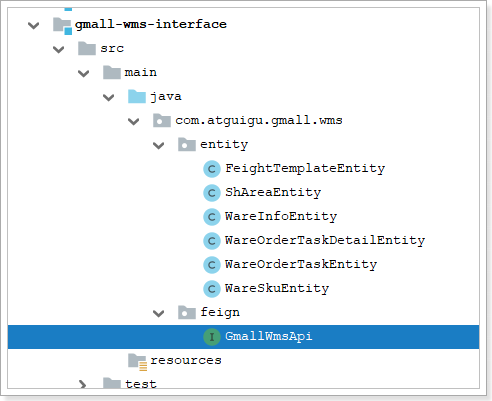 gmall-wms-interface
src
main
java
com.atguigu.gmall.wms
entity
C FeightTemplateEntity
C ShAreaEntity
C WareInfoEntity
C WareOrderTaskDetailEntity
C WareOrderTaskEntity
C WareSkuEntity
feign
I GmallWmsApi
resources
test